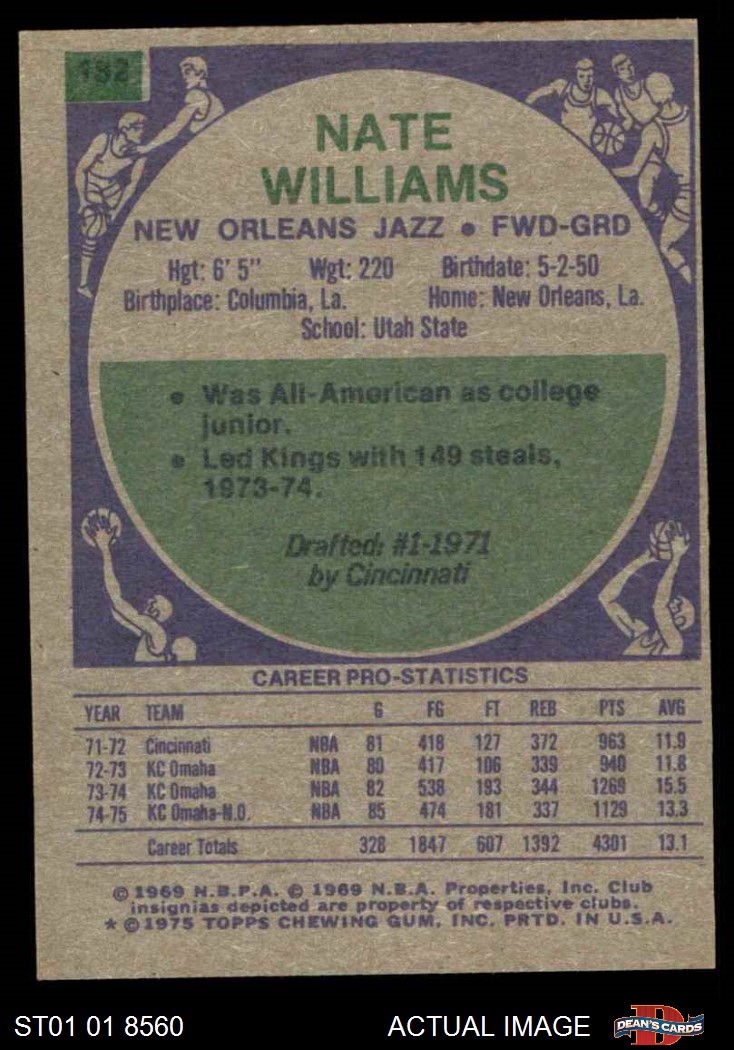 192
NATE
WILLIAMS
NEW ORLEANS JAZZ • FWD-GRD
Hgt: 6' 5" Wgt: 220 Birthdate: 5-2-50
Birthplace: Columbia, La. Home: New Orleans, La.
School: Utah State
• Was All-American as college
junior.
• Led Kings with 149 steals,
1973-74.
Drafted: #1-1971
by Cincinnati
CAREER PRO-STATISTICS
YEAR TEAM G FG FT REB PTS AVG
71-72 Cincinnati NBA 81 418 127 372 963 11.9
72-73 KC Omaha NBA 80 417 106 339 940 11.8
73-74 KC Omaha NBA 82 538 193 344 1269 15.5
74-75 KC Omaha-N.O. NBA 85 474 181 337 1129 13.3
Career Totals 328 1847 607 1392 4301 13.1
© 1969 N.B.P.A. © 1969 N.B.A. Properties, Inc. Club
insignias depicted are property of respective clubs.
* © 1975 TOPPS CHEWING GUM, INC. PRTD. IN U.S.A.
ST01 01 8560 ACTUAL IMAGE DEAN'S CARDS